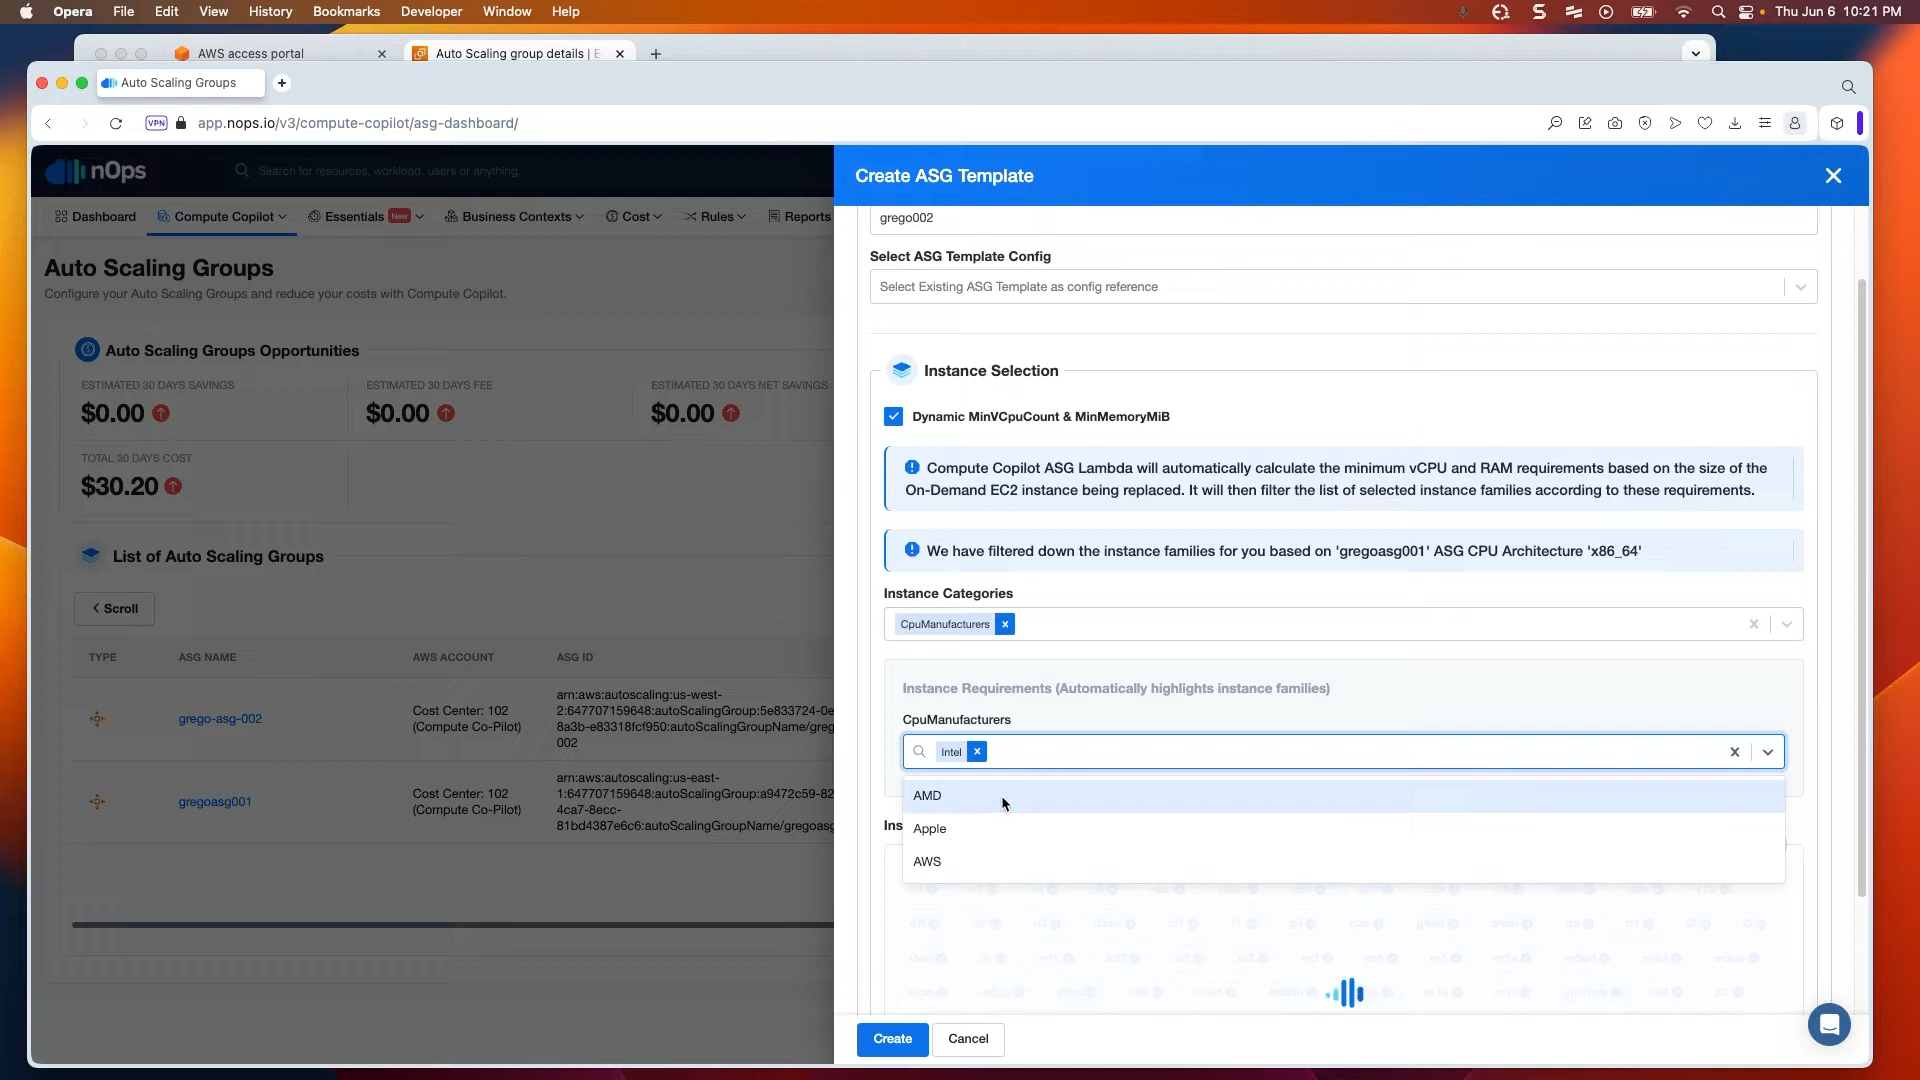 Opera File Edit View History Bookmarks Developer Window Help
Thu Jun 6 10:21 PM
AWS access portal
Auto Scaling group details | E
Auto Scaling Groups
VPN app.nops.io/v3/compute-copilot/asg-dashboard/
nOps
Search for resources, workload, users or anything.
Dashboard Compute Copilot Essentials New Business Contexts Cost Rules Reports
Auto Scaling Groups
Configure your Auto Scaling Groups and reduce your costs with Compute Copilot.
Auto Scaling Groups Opportunities
ESTIMATED 30 DAYS SAVINGS
$0.00
ESTIMATED 30 DAYS FEE
$0.00
ESTIMATED 30 DAYS NET SAVINGS
$0.00
TOTAL 30 DAYS COST
$30.20
List of Auto Scaling Groups
Scroll
TYPE ASG NAME AWS ACCOUNT ASG ID
grego-asg-002
Cost Center: 102
(Compute Co-Pilot)
arn:aws:autoscaling:us-west-
2:647707159648:autoScalingGroup:5e833724-0e
8a3b-e83318fcf950:autoScalingGroupName/greg
002
gregoasg001
Cost Center: 102
(Compute Co-Pilot)
arn:aws:autoscaling:us-east-
1:647707159648:autoScalingGroup:a9472c59-82
4ca7-8ecc-
81bd4387e6c6:autoScalingGroupName/gregoasg
Create ASG Template
grego002
Select ASG Template Config
Select Existing ASG Template as config reference
Instance Selection
Dynamic MinVCpuCount & MinMemoryMiB
Compute Copilot ASG Lambda will automatically calculate the minimum vCPU and RAM requirements based on the size of the
On-Demand EC2 instance being replaced. It will then filter the list of selected instance families according to these requirements.
We have filtered down the instance families for you based on 'gregoasg001' ASG CPU Architecture 'x86_64'
Instance Categories
CpuManufacturers x
Instance Requirements (Automatically highlights instance families)
CpuManufacturers
Intel x
AMD
Apple
AWS
Ins
Create
Cancel